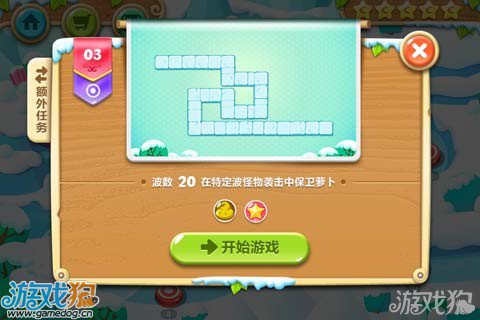 03
额外任务
波数 20 在特定波怪物袭击中保卫萝卜
开始游戏
游戏狗
www.gamedog.cn
游戏狗